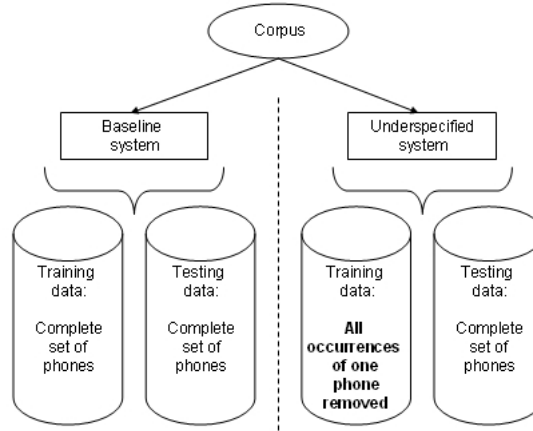 Corpus
Baseline
system
Underspecified
system
Training
data:
Complete
set of
phones
Testing
data:
Complete
set of
phones
Training
data:
All
occurrences
of one
phone
removed
Testing
data:
Complete
set of
phones